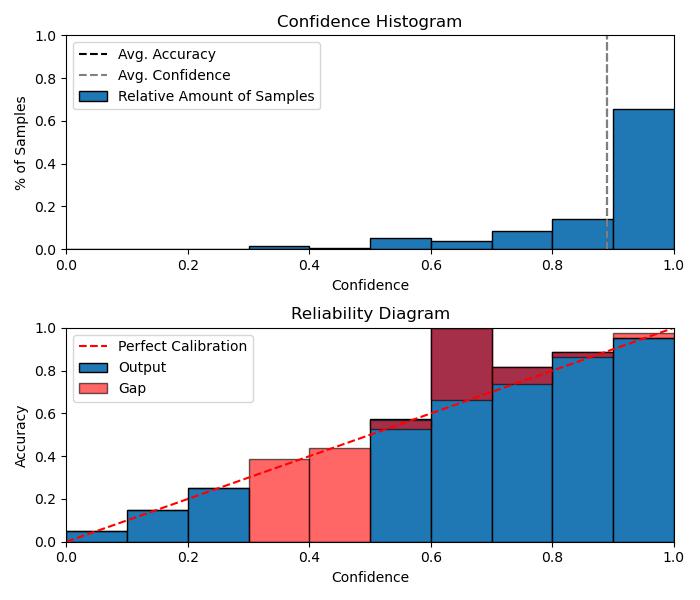 Confidence Histogram
1.0
0.8
0.6
0.4
0.2
0.0
% of Samples
Avg. Accuracy
Avg. Confidence
Relative Amount of Samples
0.0 0.2 0.4 0.6 0.8 1.0
Confidence
Reliability Diagram
1.0
0.8
0.6
0.4
0.2
0.0
Accuracy
Perfect Calibration
Output
Gap
0.0 0.2 0.4 0.6 0.8 1.0
Confidence